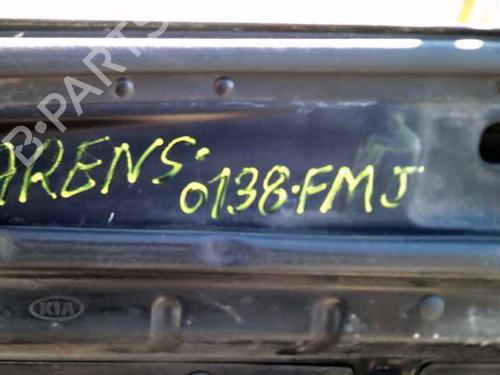 B-PARTS
ARENS.
0138.FMJ
KIA